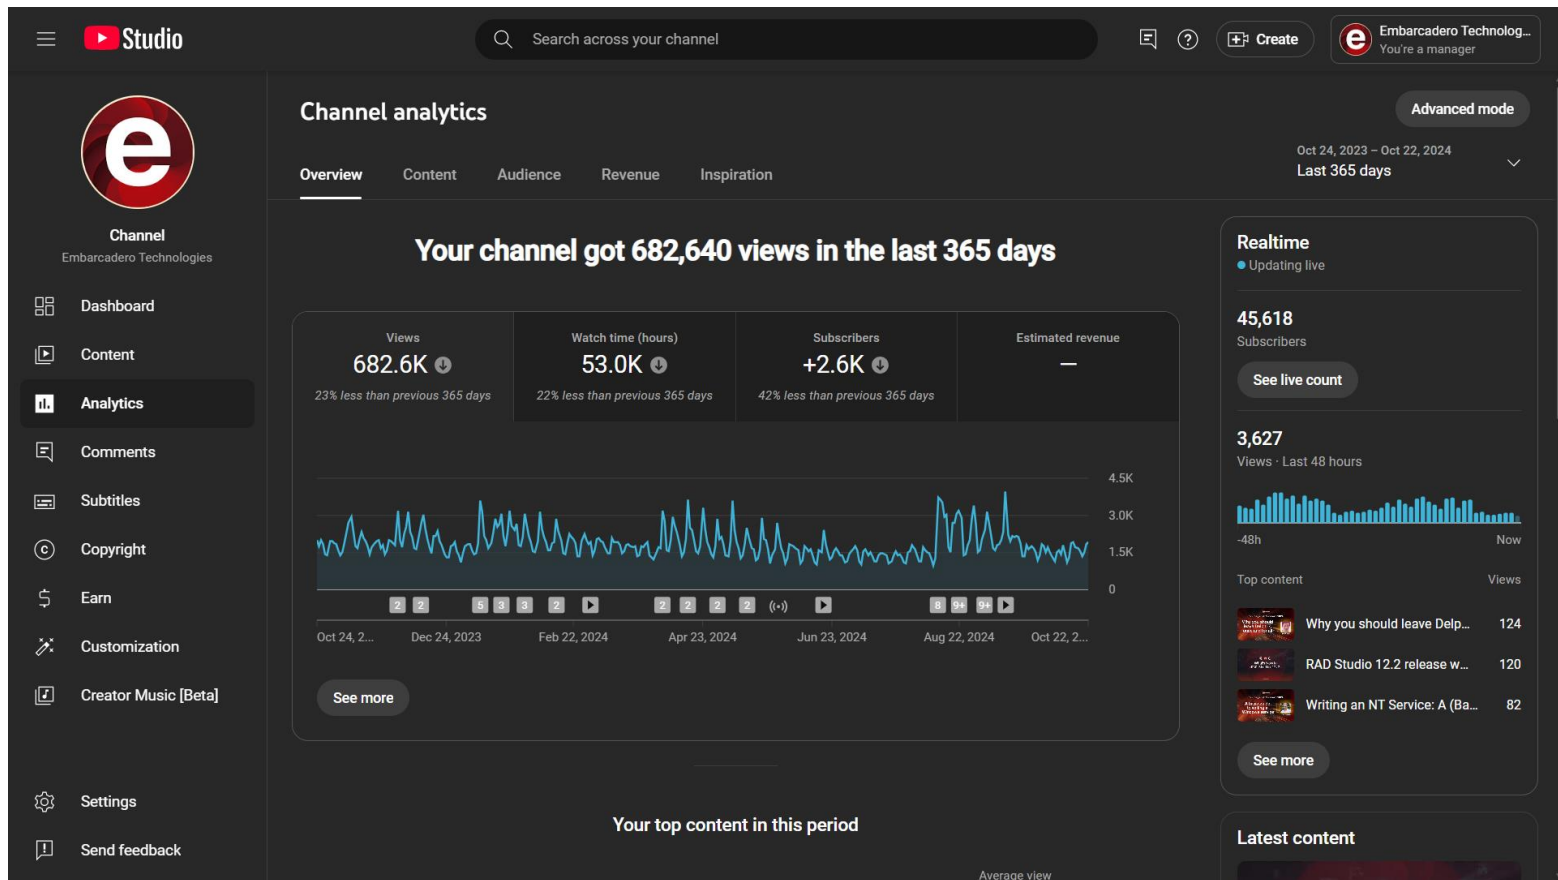 Studio
Search across your channel
Create
Embarcadero Technolog...
You're a manager
Channel
Embarcadero Technologies
Dashboard
Content
Analytics
Comments
Subtitles
Copyright
Earn
Customization
Creator Music [Beta]
Settings
Send feedback
Channel analytics
Advanced mode
Oct 24, 2023 – Oct 22, 2024
Last 365 days
Overview Content Audience Revenue Inspiration
Your channel got 682,640 views in the last 365 days
Views
682.6K
23% less than previous 365 days
Watch time (hours)
53.0K
22% less than previous 365 days
Subscribers
+2.6K
42% less than previous 365 days
Estimated revenue
—
4.5K
3.0K
1.5K
0
2 2 5 3 3 2 2 2 2 2 8 9+ 9+
Oct 24, 2... Dec 24, 2023 Feb 22, 2024 Apr 23, 2024 Jun 23, 2024 Aug 22, 2024 Oct 22, 2...
See more
Your top content in this period
Average view
Realtime
Updating live
45,618
Subscribers
See live count
3,627
Views · Last 48 hours
-48h Now
Top content Views
Why you should leave Delp... 124
RAD Studio 12.2 release w... 120
Writing an NT Service: A (Ba... 82
See more
Latest content